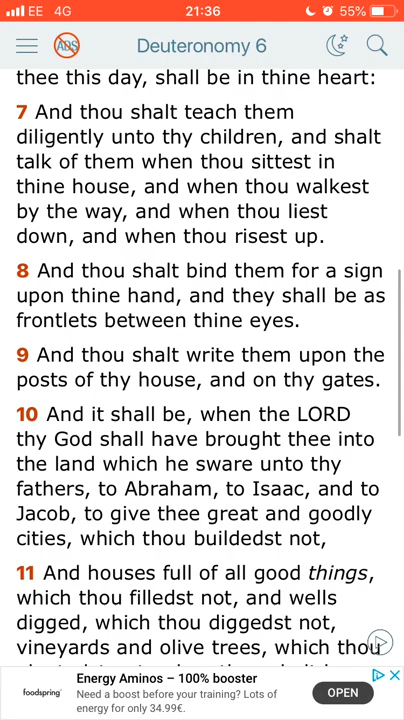 EE 4G 21:36 55%
ADS Deuteronomy 6
thee this day, shall be in thine heart:
7 And thou shalt teach them
diligently unto thy children, and shalt
talk of them when thou sittest in
thine house, and when thou walkest
by the way, and when thou liest
down, and when thou risest up.
8 And thou shalt bind them for a sign
upon thine hand, and they shall be as
frontlets between thine eyes.
9 And thou shalt write them upon the
posts of thy house, and on thy gates.
10 And it shall be, when the LORD
thy God shall have brought thee into
the land which he sware unto thy
fathers, to Abraham, to Isaac, and to
Jacob, to give thee great and goodly
cities, which thou buildedst not,
11 And houses full of all good things,
which thou filledst not, and wells
digged, which thou diggedst not,
vineyards and olive trees, which thou
foodspring
Energy Aminos – 100% booster
Need a boost before your training? Lots of
energy for only 34.99€.
OPEN